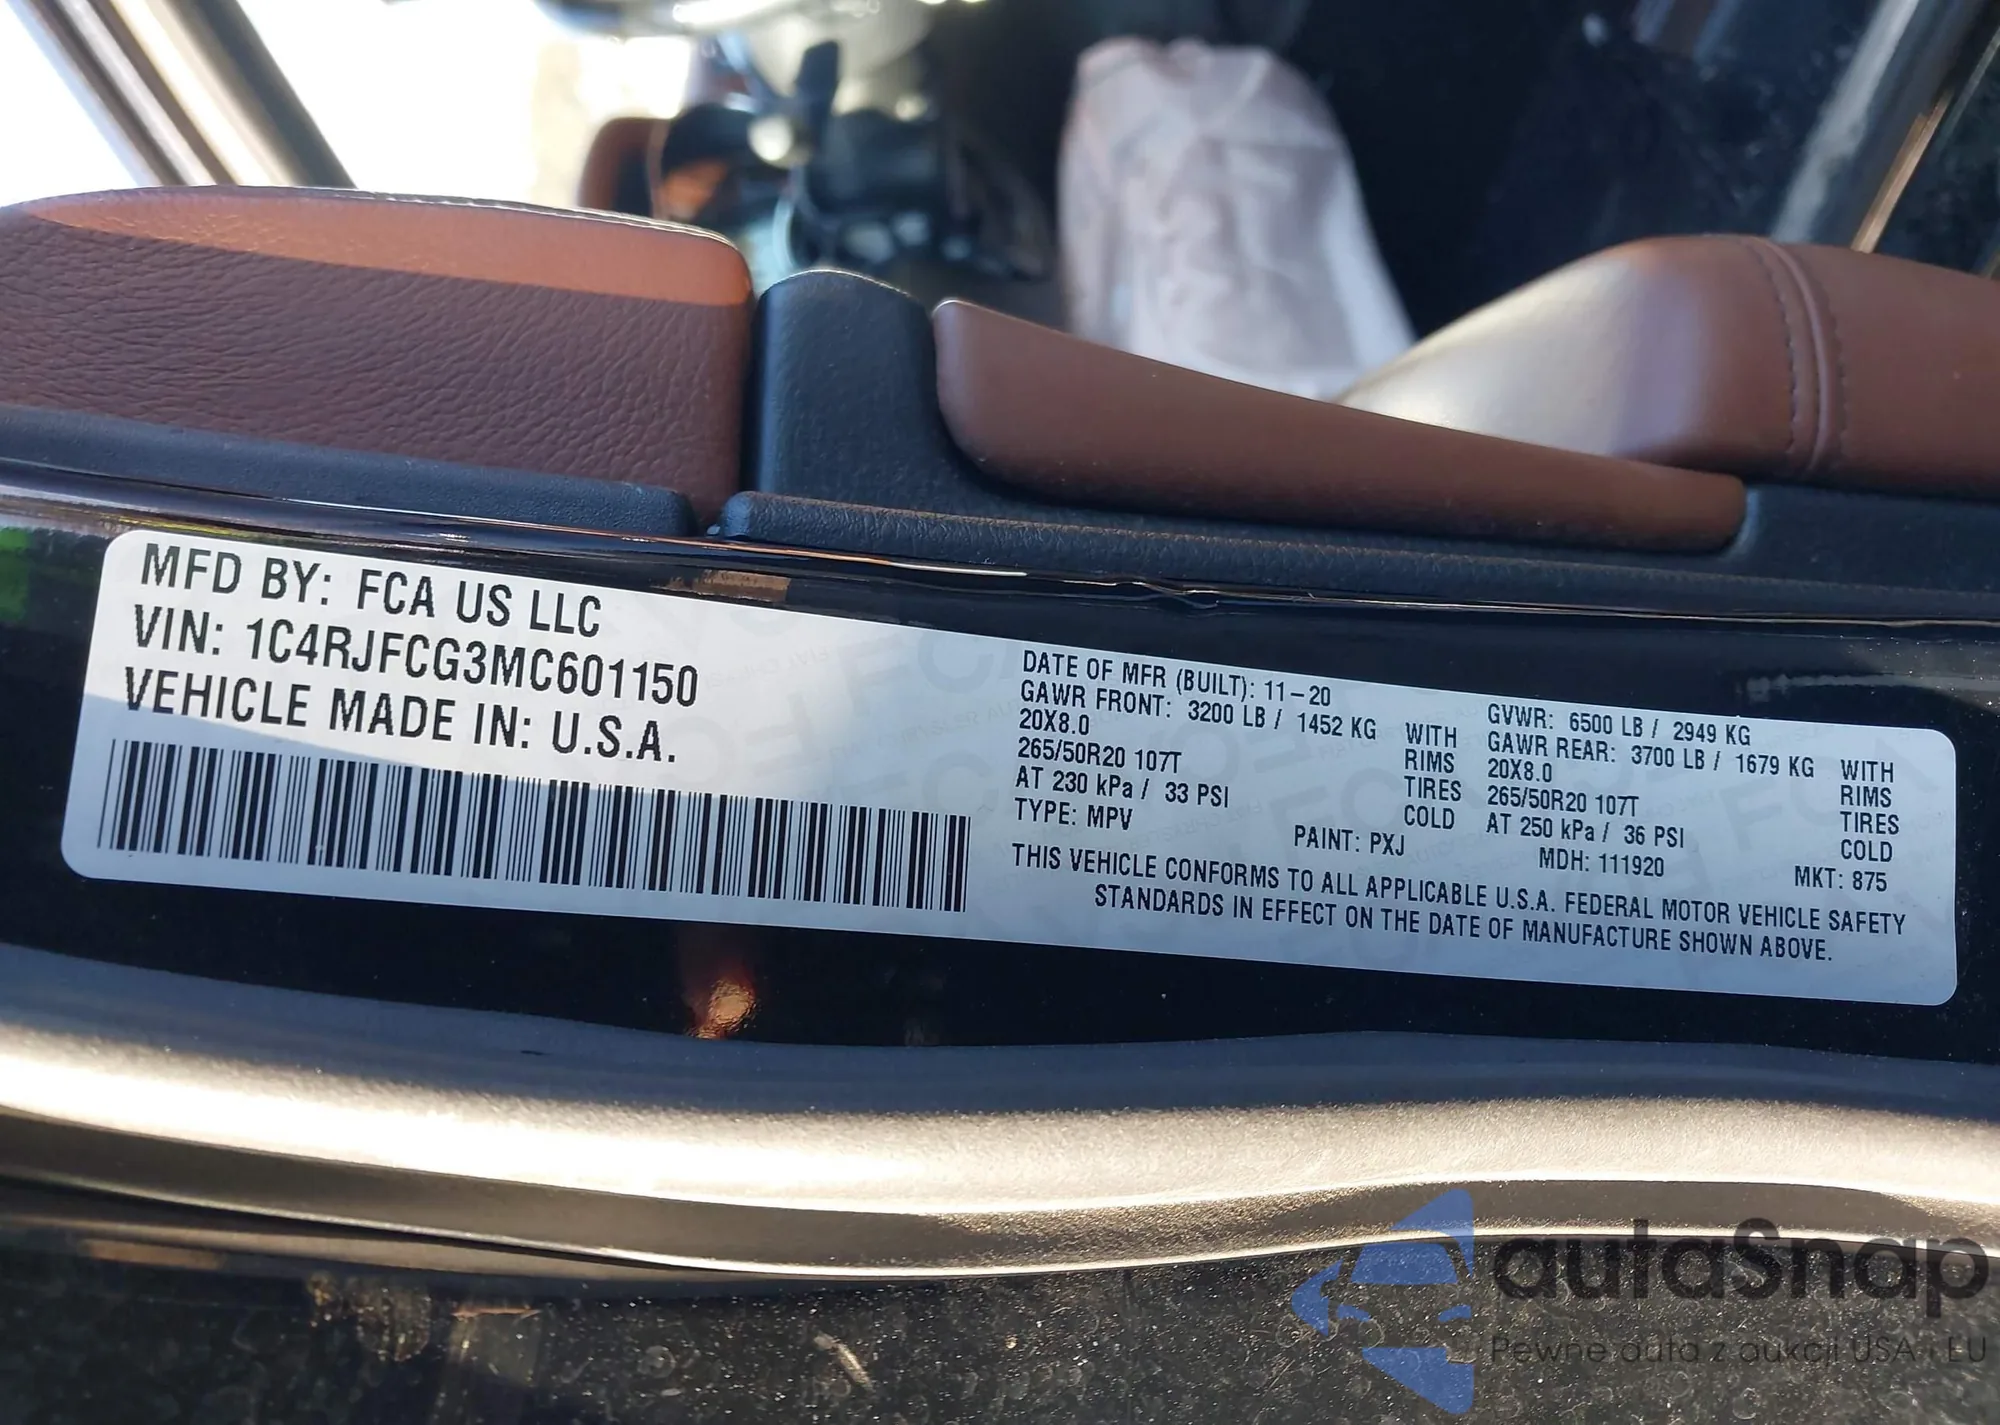 MFD BY: FCA US LLC
VIN: 1C4RJFCG3MC601150
VEHICLE MADE IN: U.S.A.
DATE OF MFR (BUILT): 11-20
GAWR FRONT: 3200 LB / 1452 KG WITH
20X8.0 RIMS
265/50R20 107T TIRES
AT 230 kPa / 33 PSI COLD
TYPE: MPV
PAINT: PXJ
GVWR: 6500 LB / 2949 KG
GAWR REAR: 3700 LB / 1679 KG WITH
20X8.0 RIMS
265/50R20 107T TIRES
AT 250 kPa / 36 PSI COLD
MDH: 111920
MKT: 875
THIS VEHICLE CONFORMS TO ALL APPLICABLE U.S.A. FEDERAL MOTOR VEHICLE SAFETY
STANDARDS IN EFFECT ON THE DATE OF MANUFACTURE SHOWN ABOVE.
autaSnap
Pewne auta z aukcji USA i EU